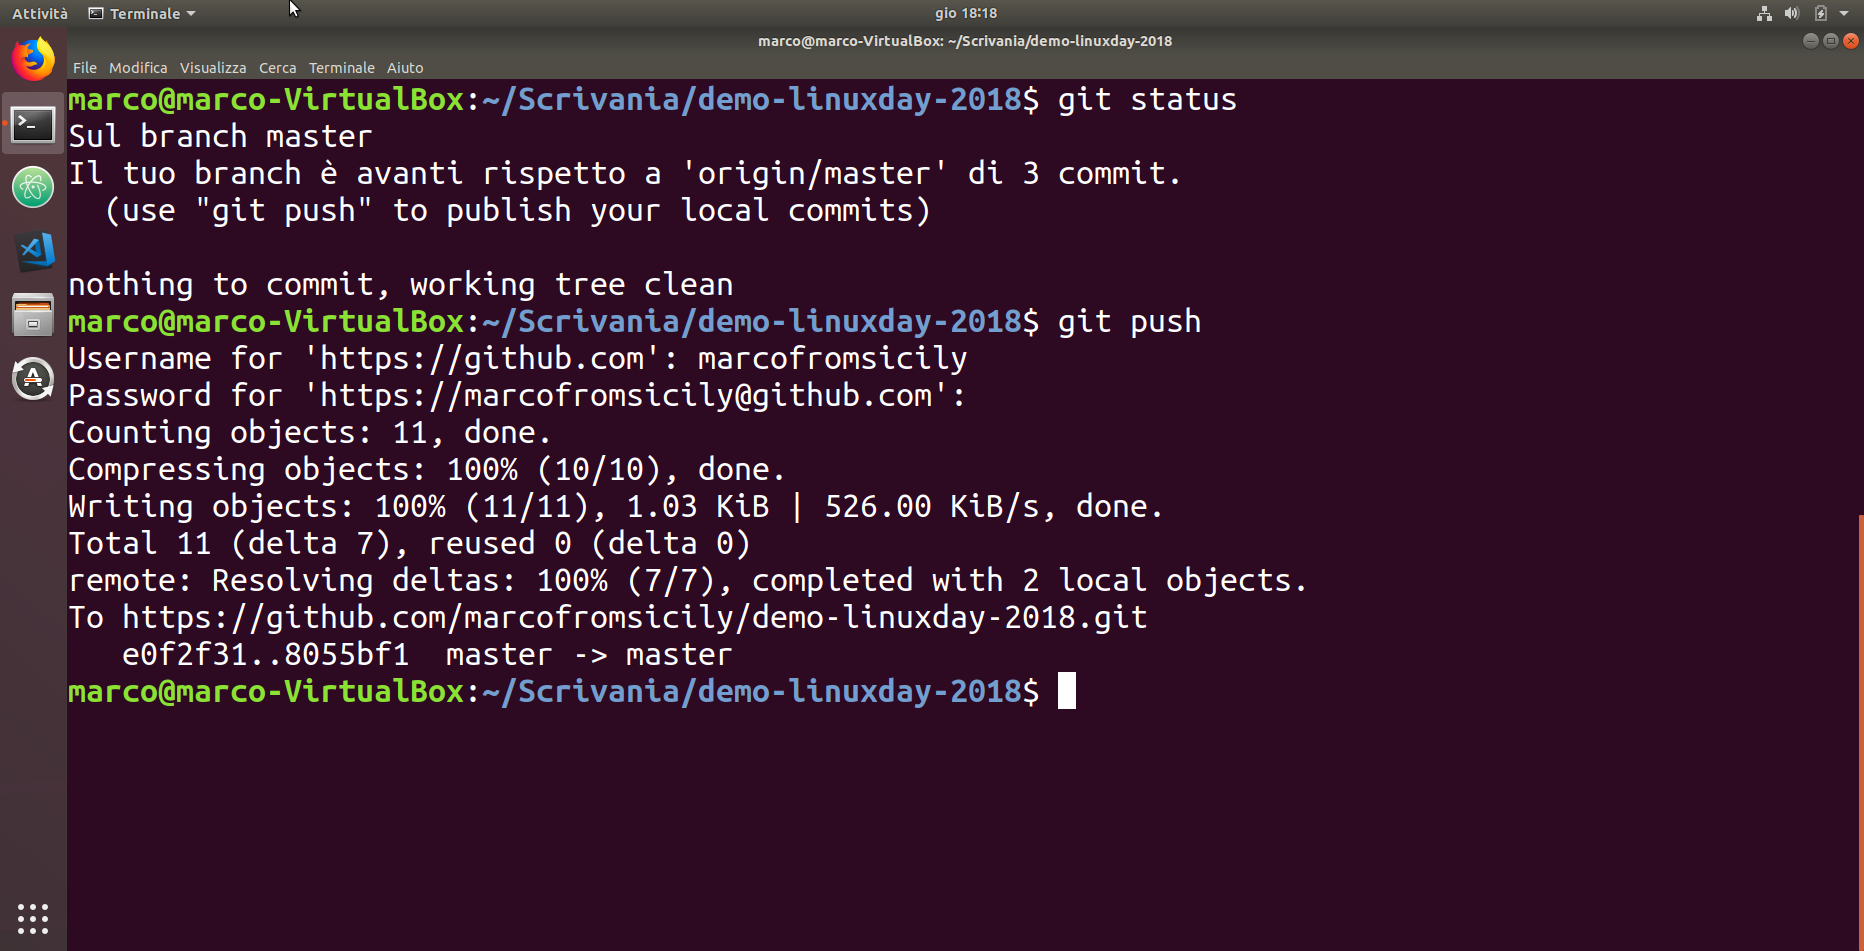 Attività Terminale gio 18:18
marco@marco-VirtualBox: ~/Scrivania/demo-linuxday-2018
File Modifica Visualizza Cerca Terminale Aiuto
marco@marco-VirtualBox:~/Scrivania/demo-linuxday-2018$ git status
Sul branch master
Il tuo branch è avanti rispetto a 'origin/master' di 3 commit.
  (use "git push" to publish your local commits)

nothing to commit, working tree clean
marco@marco-VirtualBox:~/Scrivania/demo-linuxday-2018$ git push
Username for 'https://github.com': marcofromsicily
Password for 'https://marcofromsicily@github.com':
Counting objects: 11, done.
Compressing objects: 100% (10/10), done.
Writing objects: 100% (11/11), 1.03 KiB | 526.00 KiB/s, done.
Total 11 (delta 7), reused 0 (delta 0)
remote: Resolving deltas: 100% (7/7), completed with 2 local objects.
To https://github.com/marcofromsicily/demo-linuxday-2018.git
   e0f2f31..8055bf1  master -> master
marco@marco-VirtualBox:~/Scrivania/demo-linuxday-2018$